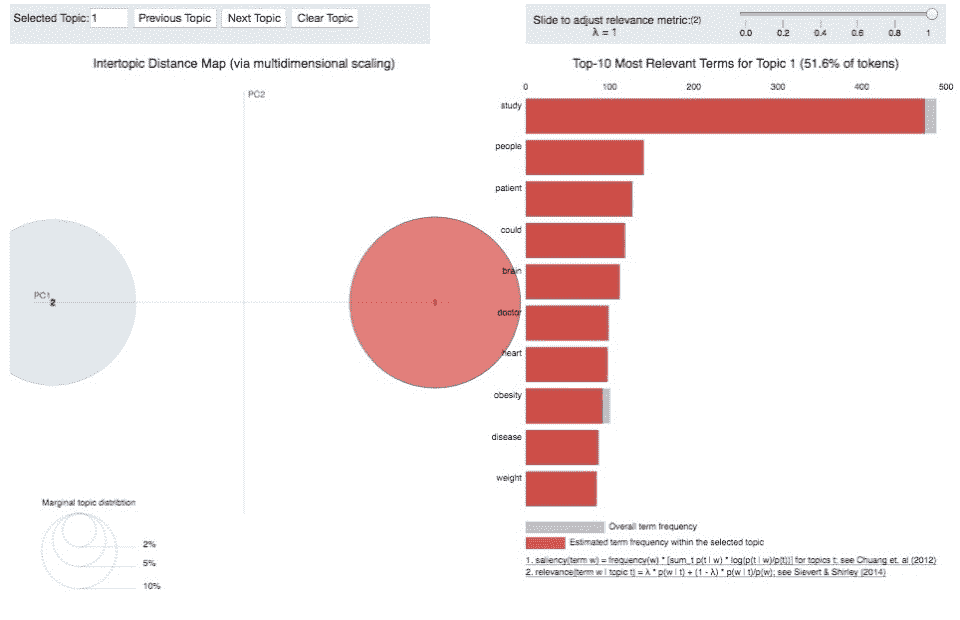 Selected Topic: 1 Previous Topic Next Topic Clear Topic
Slide to adjust relevance metric:(2)
λ = 1
0.0 0.2 0.4 0.6 0.8 1
Intertopic Distance Map (via multidimensional scaling)
PC2
PC1
2
Marginal topic distribtion
2%
5%
10%
Top-10 Most Relevant Terms for Topic 1 (51.6% of tokens)
0 100 200 300 400 500
study
people
patient
could
brain
doctor
heart
obesity
disease
weight
Overall term frequency
Estimated term frequency within the selected topic
1. saliency(term w) = frequency(w) * [sum_t p(t | w) * log(p(t | w)/p(t))] for topics t; see Chuang et. al (2012)
2. relevance(term w | topic t) = λ * p(w | t) + (1 - λ) * p(w | t)/p(w); see Sievert & Shirley (2014)